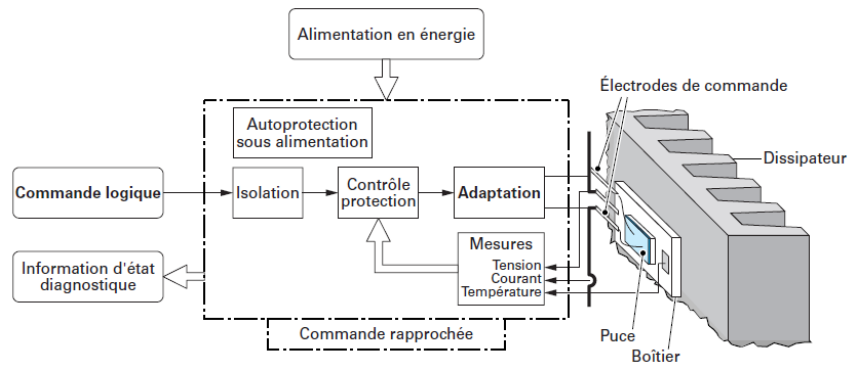 Alimentation en énergie
Électrodes de commande
Autoprotection
sous alimentation
Dissipateur
Commande logique
Isolation
Contrôle
protection
Adaptation
Mesures
Tension
Courant
Température
Information d'état
diagnostique
Commande rapprochée
Puce
Boîtier